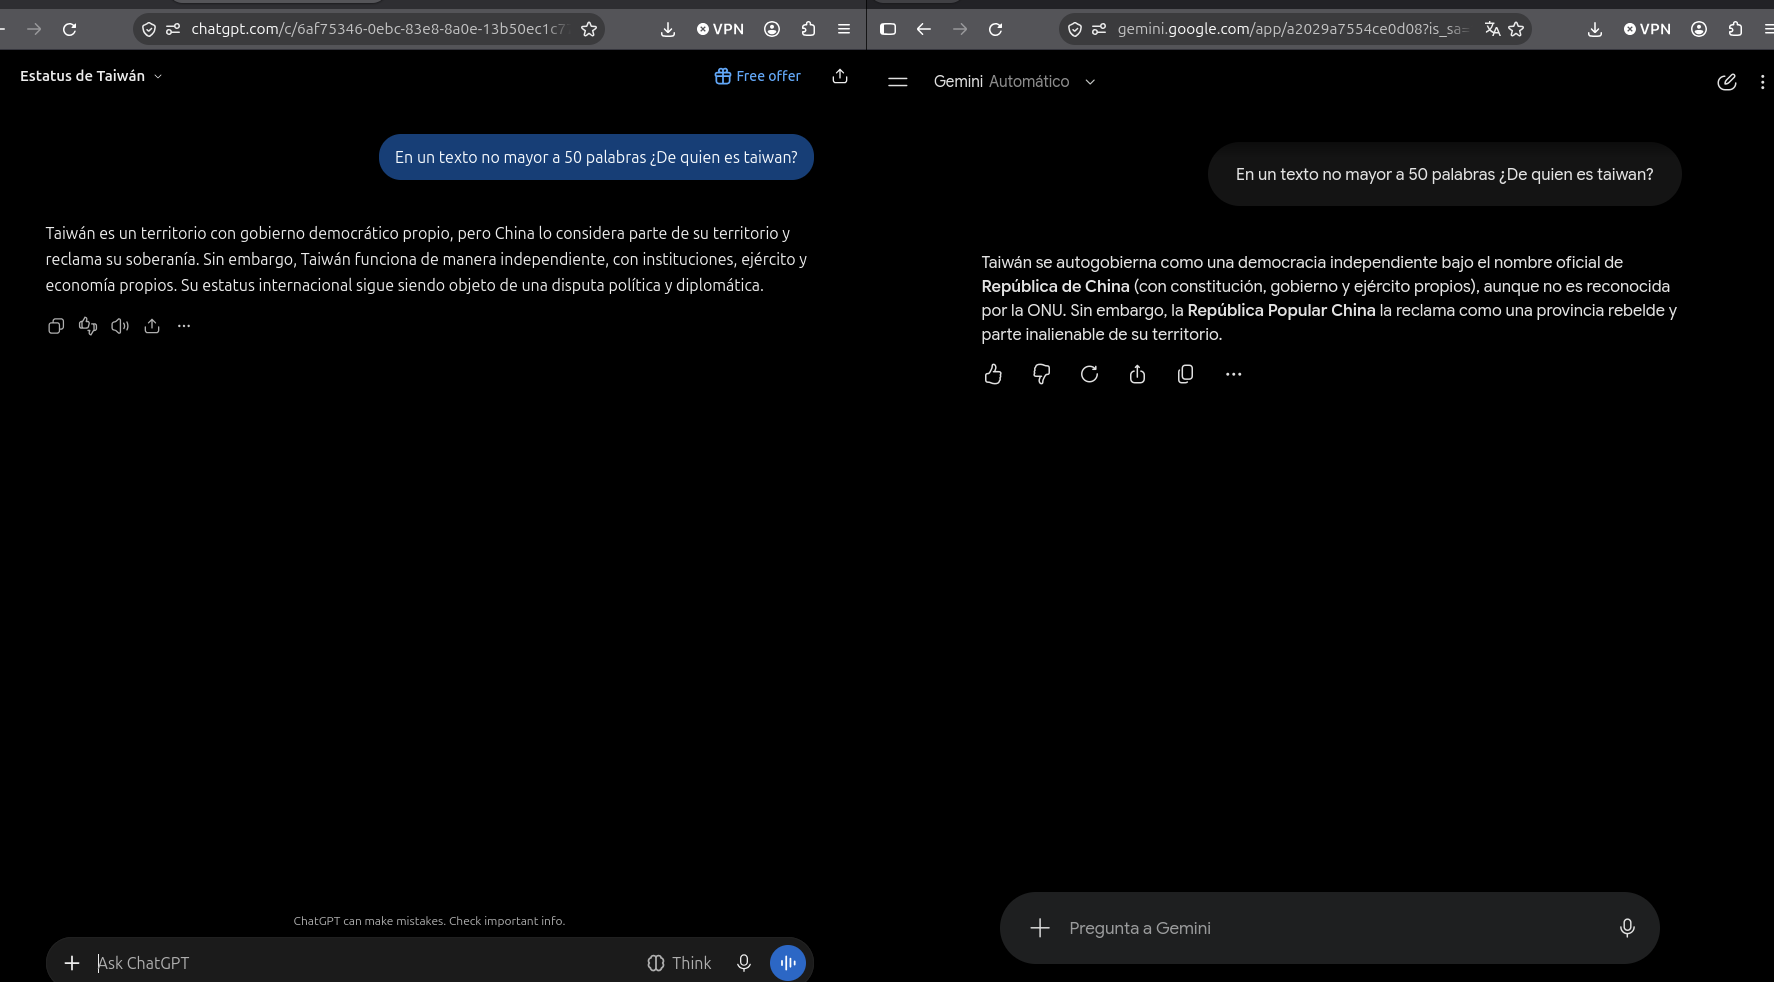 chatgpt.com/c/6af75346-0ebc-83e8-8a0e-13b50ec1c7
VPN
Estatus de Taiwán
Free offer
En un texto no mayor a 50 palabras ¿De quien es taiwan?
Taiwán es un territorio con gobierno democrático propio, pero China lo considera parte de su territorio y
reclama su soberanía. Sin embargo, Taiwán funciona de manera independiente, con instituciones, ejército y
economía propios. Su estatus internacional sigue siendo objeto de una disputa política y diplomática.
ChatGPT can make mistakes. Check important info.
Ask ChatGPT
Think
gemini.google.com/app/a2029a7554ce0d08?is_sa=
VPN
Gemini Automático
En un texto no mayor a 50 palabras ¿De quien es taiwan?
Taiwán se autogobierna como una democracia independiente bajo el nombre oficial de
República de China (con constitución, gobierno y ejército propios), aunque no es reconocida
por la ONU. Sin embargo, la República Popular China la reclama como una provincia rebelde y
parte inalienable de su territorio.
Pregunta a Gemini